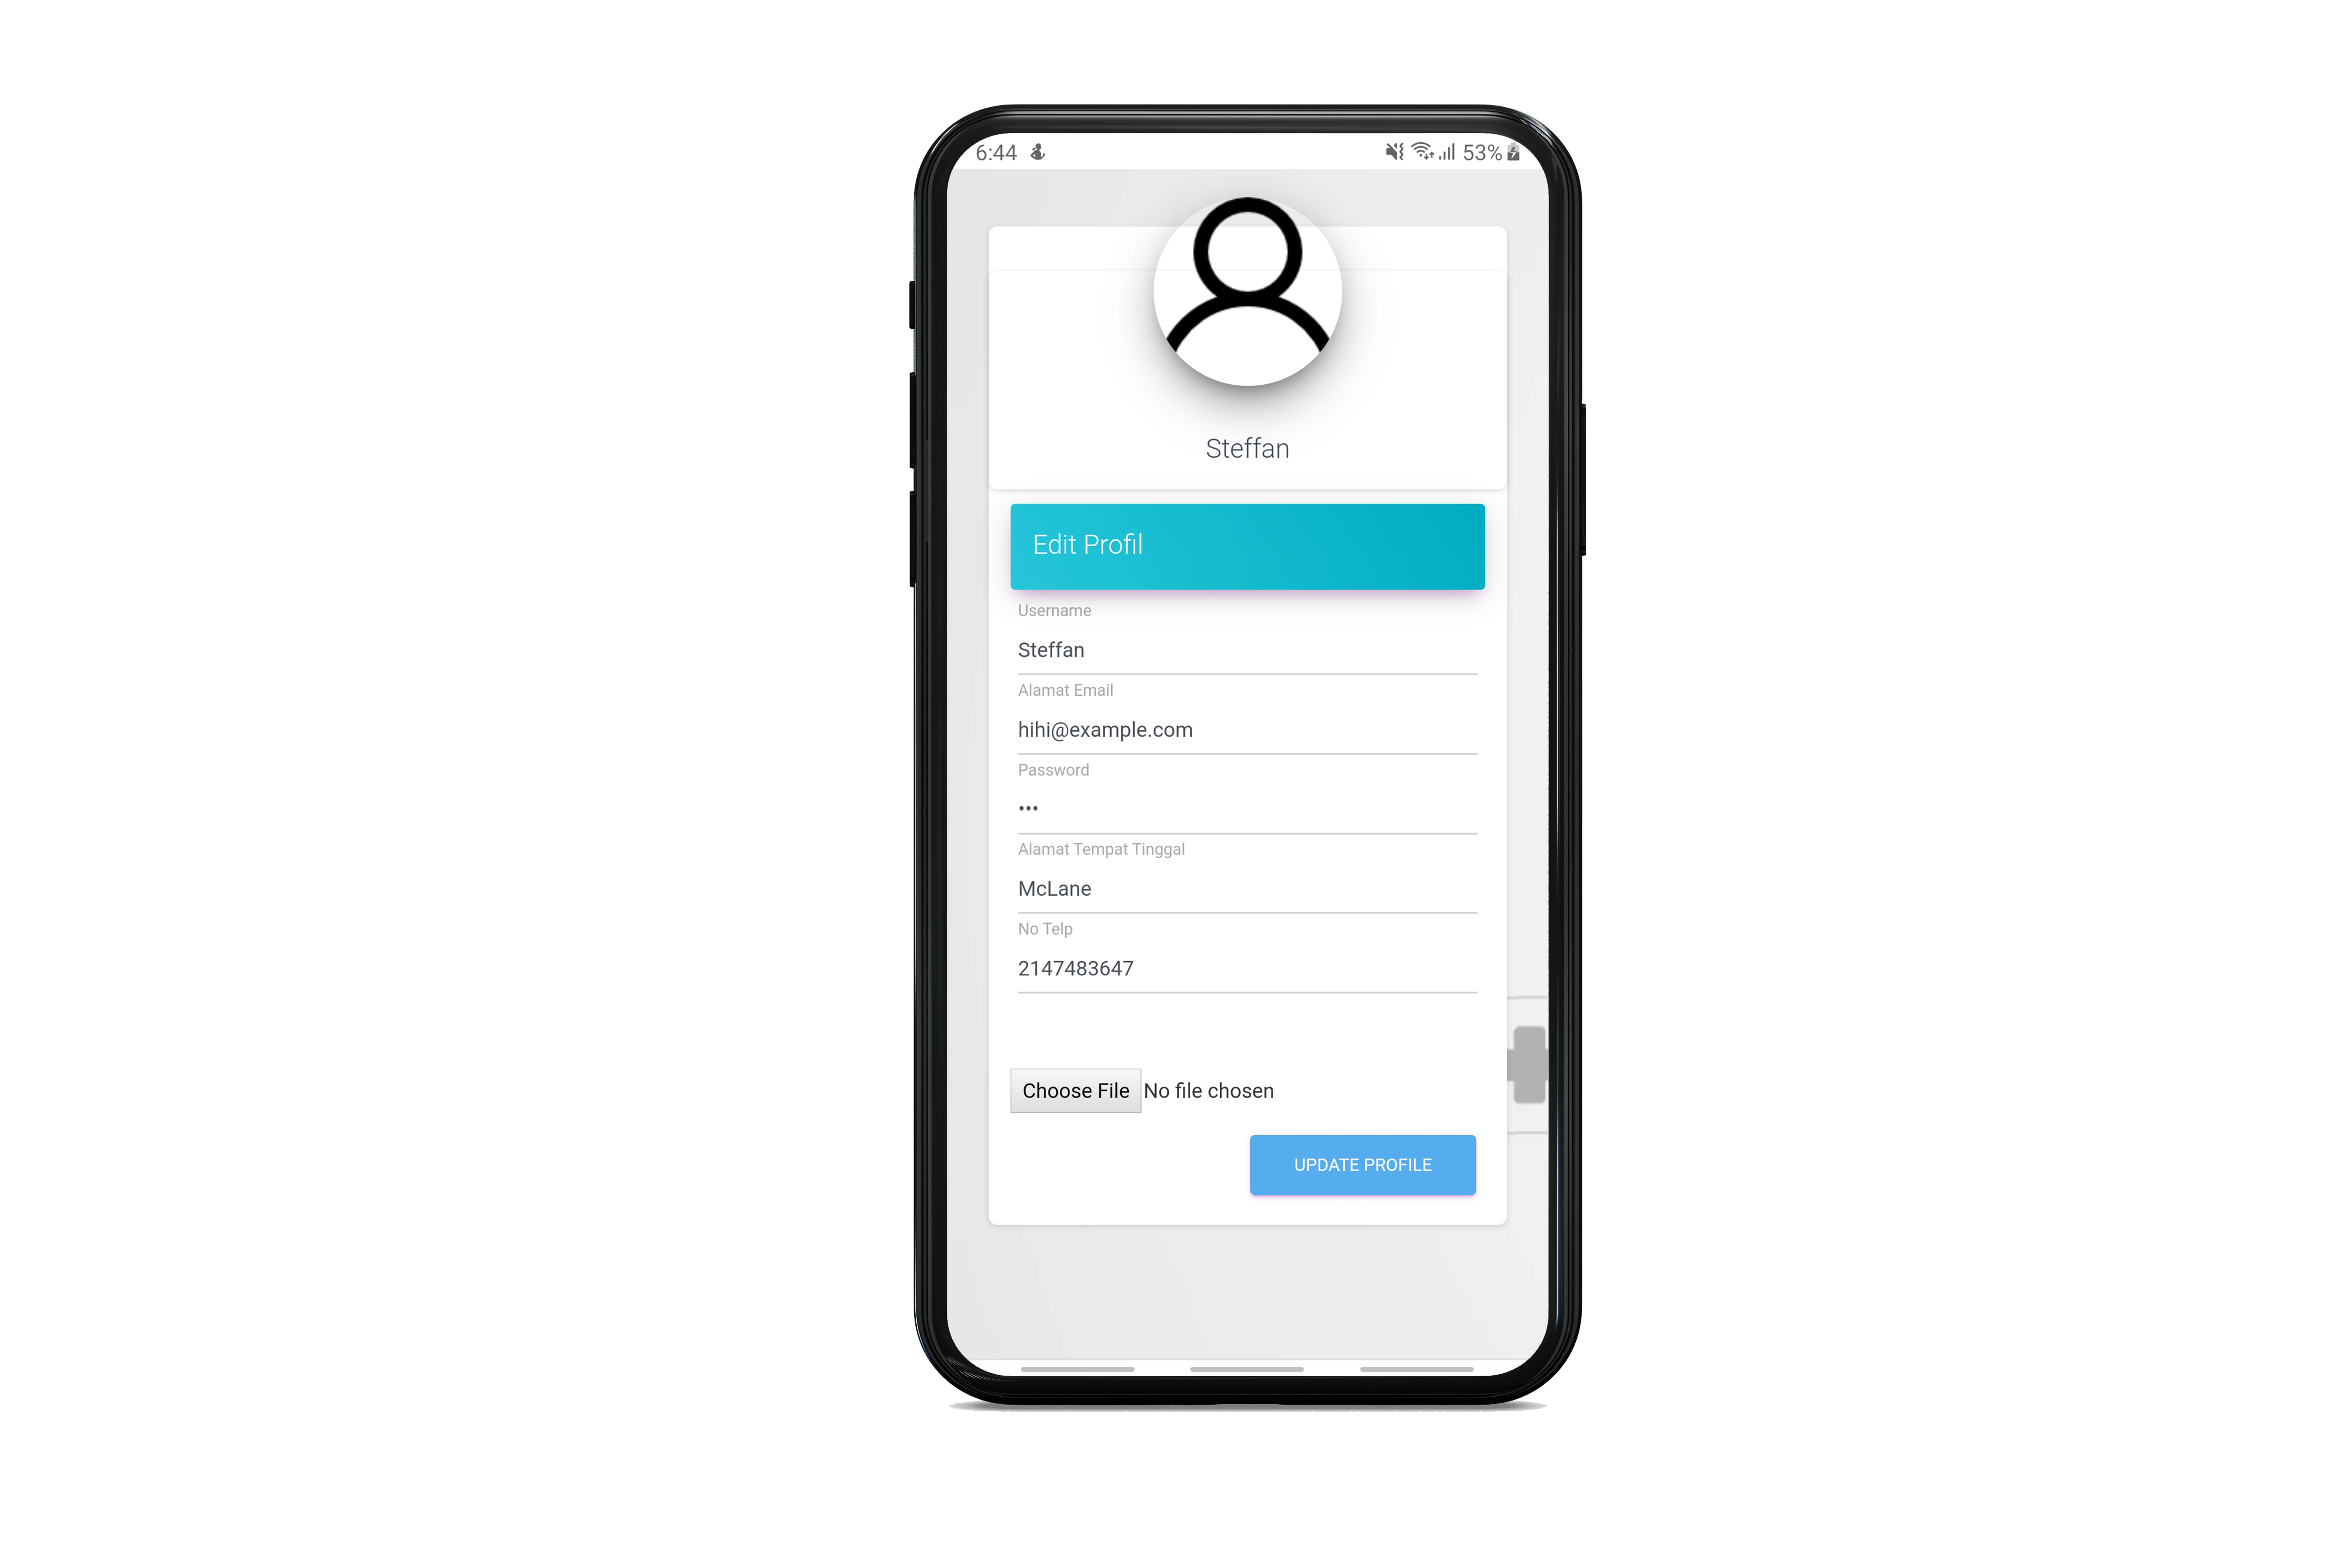 6:44 53%
Steffan
Edit Profil
Username
Steffan
Alamat Email
hihi@example.com
Password
•••
Alamat Tempat Tinggal
McLane
No Telp
2147483647
Choose File No file chosen
UPDATE PROFILE